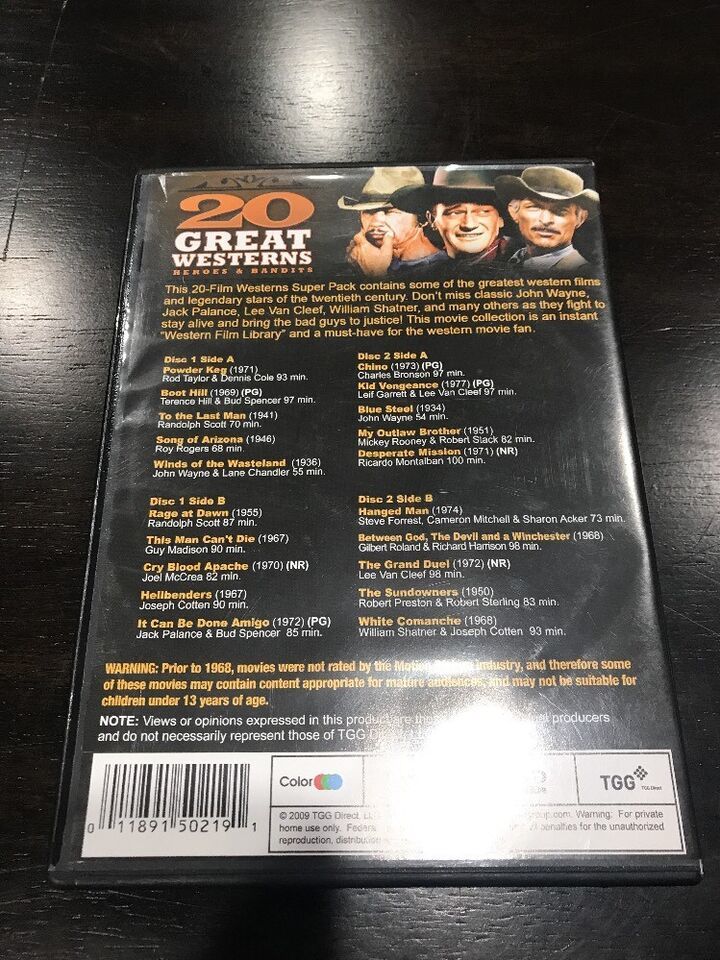 20
GREAT
WESTERNS
HEROES & BANDITS
This 20-Film Westerns Super Pack contains some of the greatest western films
and legendary stars of the twentieth century. Don't miss classic John Wayne,
Jack Palance, Lee Van Cleef, William Shatner, and many others as they fight to
stay alive and bring the bad guys to justice! This movie collection is an instant
"Western Film Library" and a must-have for the western movie fan.
Disc 1 Side A
Powder Keg (1971)
Rod Taylor & Dennis Cole 93 min.
Boot Hill (1969) (PG)
Terence Hill & Bud Spencer 97 min.
To the Last Man (1941)
Randolph Scott 70 min.
Song of Arizona (1946)
Roy Rogers 68 min.
Winds of the Wasteland (1936)
John Wayne & Lane Chandler 55 min.
Disc 1 Side B
Rage at Dawn (1955)
Randolph Scott 87 min.
This Man Can't Die (1967)
Guy Madison 90 min.
Cry Blood Apache (1970) (NR)
Joel McCrea 82 min.
Hellbenders (1967)
Joseph Cotten 90 min.
It Can Be Done Amigo (1972) (PG)
Jack Palance & Bud Spencer 85 min.
Disc 2 Side A
Chino (1973) (PG)
Charles Bronson 97 min.
Kid Vengeance (1977) (PG)
Leif Garrett & Lee Van Cleef 97 min.
Blue Steel (1934)
John Wayne 54 min.
My Outlaw Brother (1951)
Mickey Rooney & Robert Stack 82 min.
Desperate Mission (1971) (NR)
Ricardo Montalban 100 min.
Disc 2 Side B
Hanged Man (1974)
Steve Forrest, Cameron Mitchell & Sharon Acker 73 min.
Between God, The Devil and a Winchester (1968)
Gilbert Roland & Richard Harrison 98 min.
The Grand Duel (1972) (NR)
Lee Van Cleef 98 min.
The Sundowners (1950)
Robert Preston & Robert Sterling 83 min.
White Comanche (1968)
William Shatner & Joseph Cotten 93 min.
WARNING: Prior to 1968, movies were not rated by the Motion industry, and therefore some
of these movies may contain content appropriate for mature audiences, and may not be suitable for
children under 13 years of age.
NOTE: Views or opinions expressed in this product are producers
and do not necessarily represent those of TGG
Color
TGG
TGG Direct
© 2009 TGG Direct, Warning: For private
home use only. penalties for the unauthorized
reproduction, distribution
0 11891 50219 1